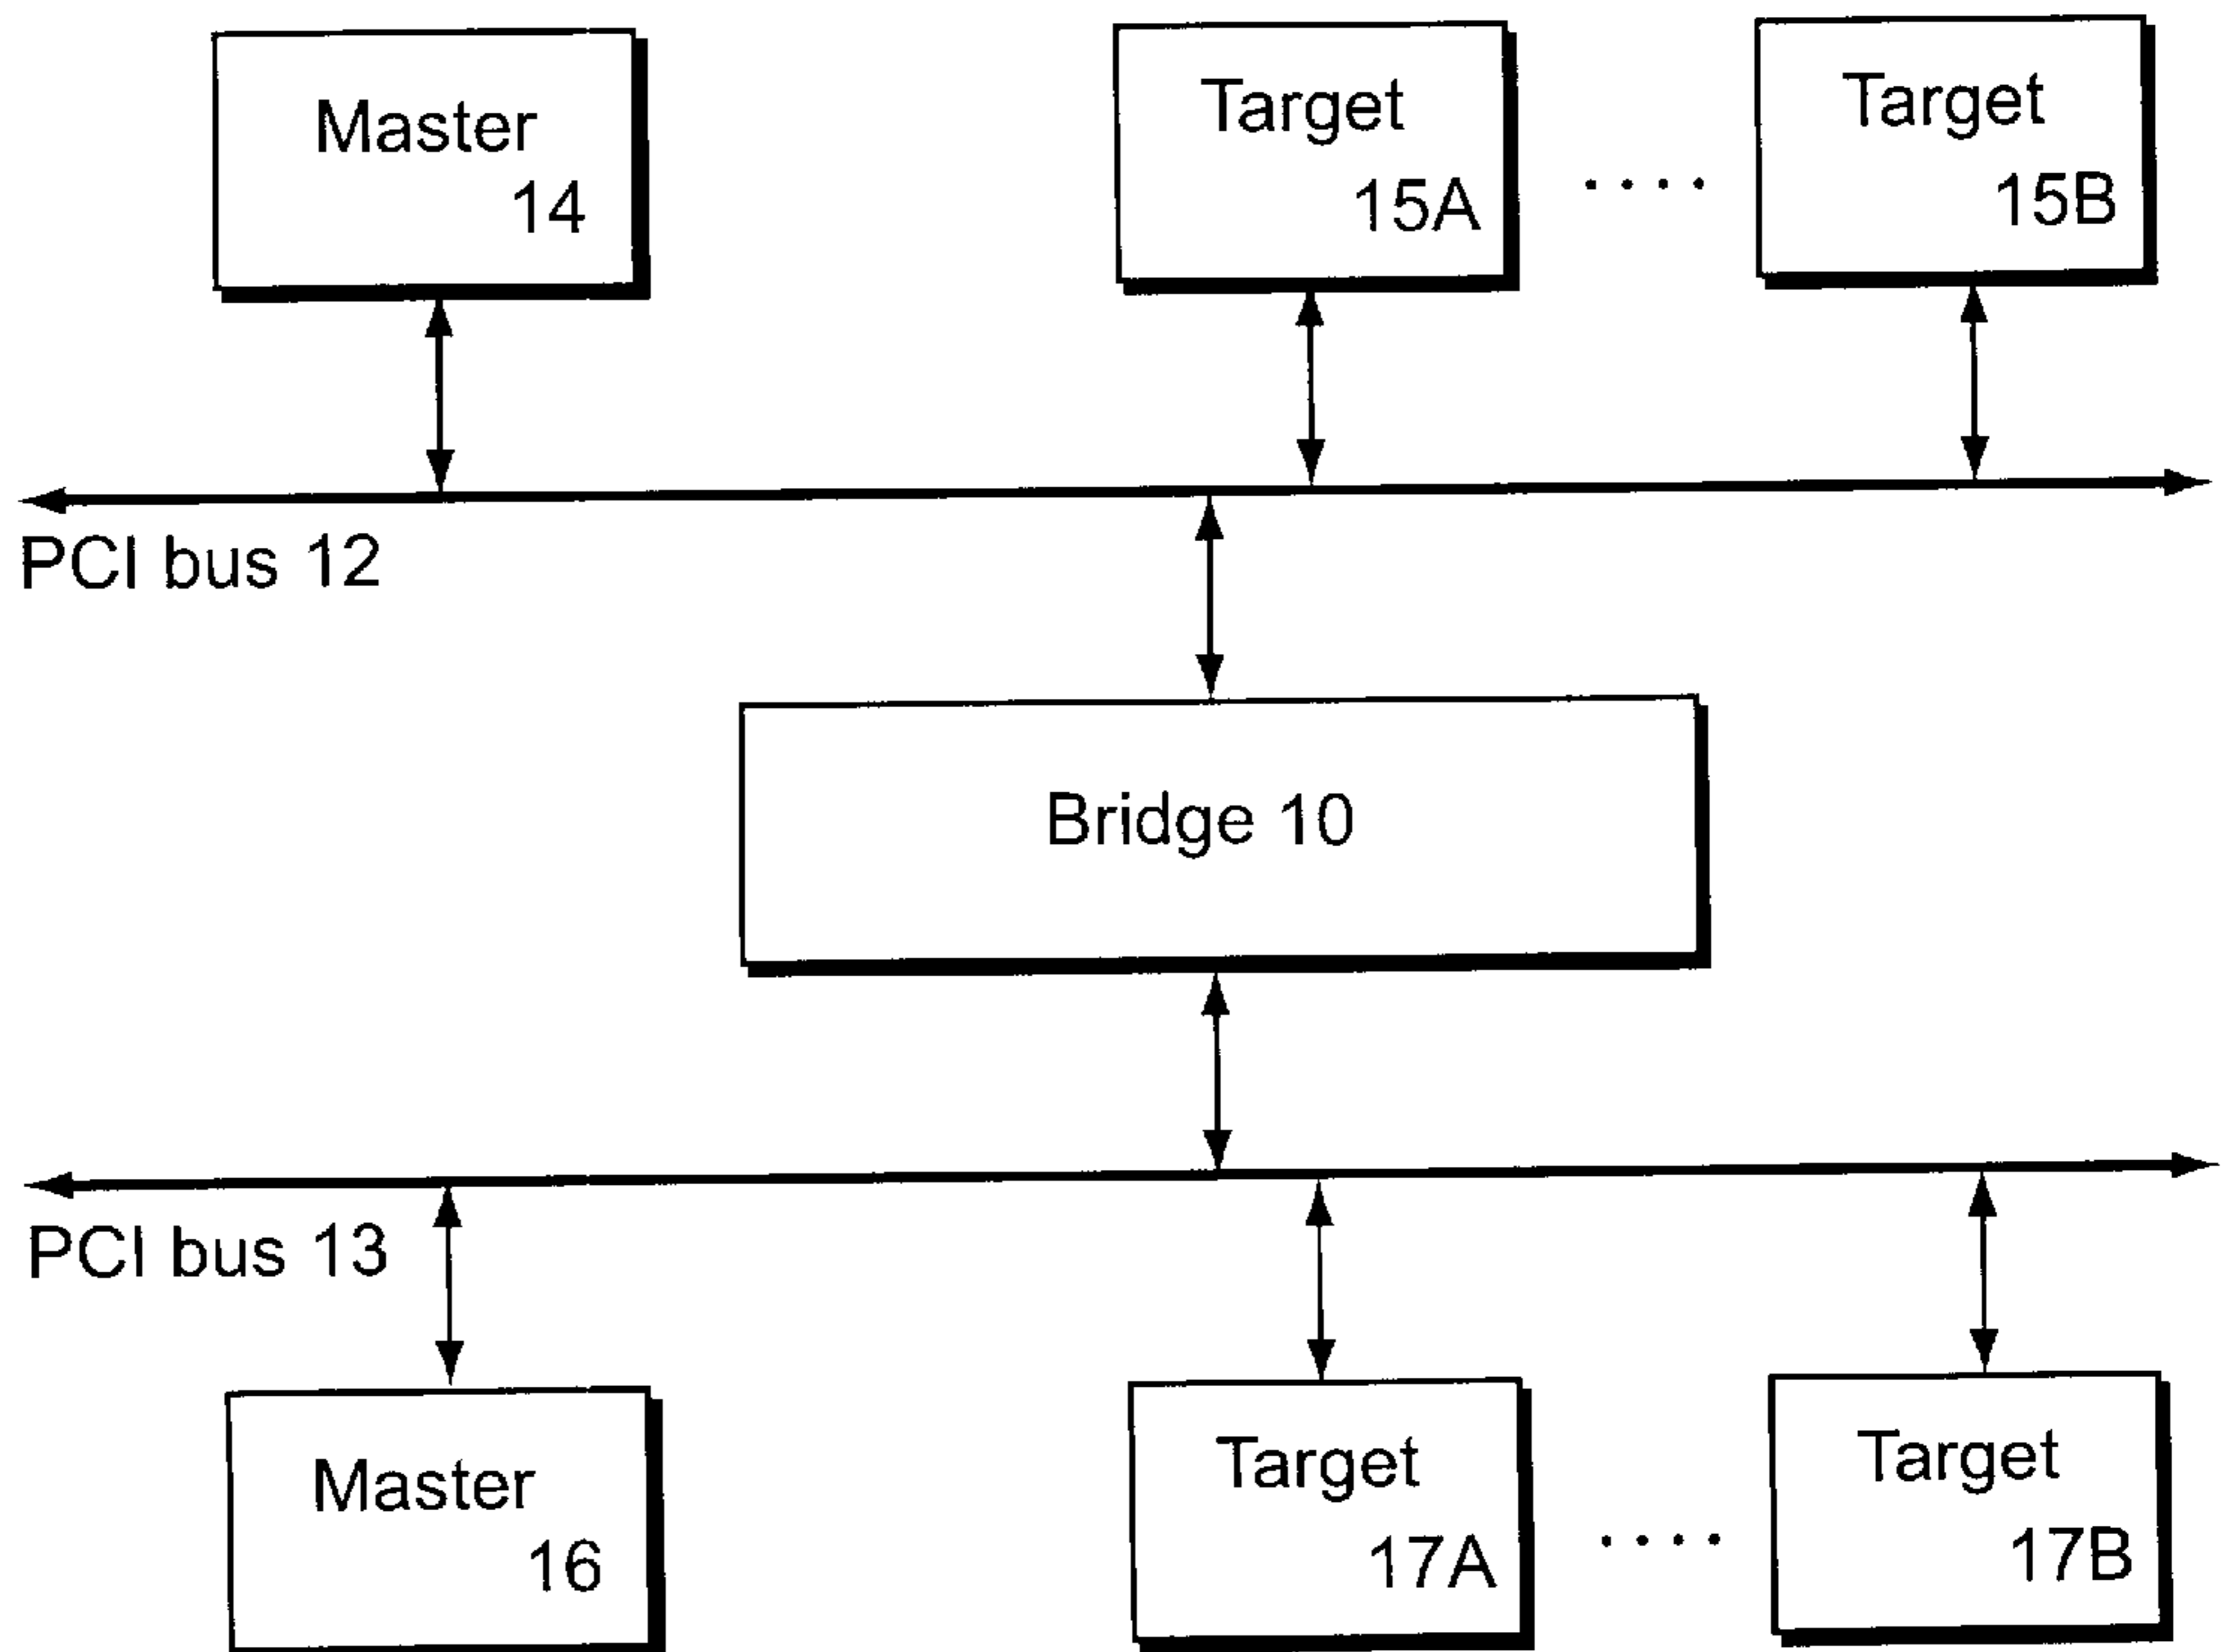 Master
14
Target
15A
....
Target
15B
PCI bus 12
Bridge 10
PCI bus 13
Master
16
Target
17A
....
Target
17B